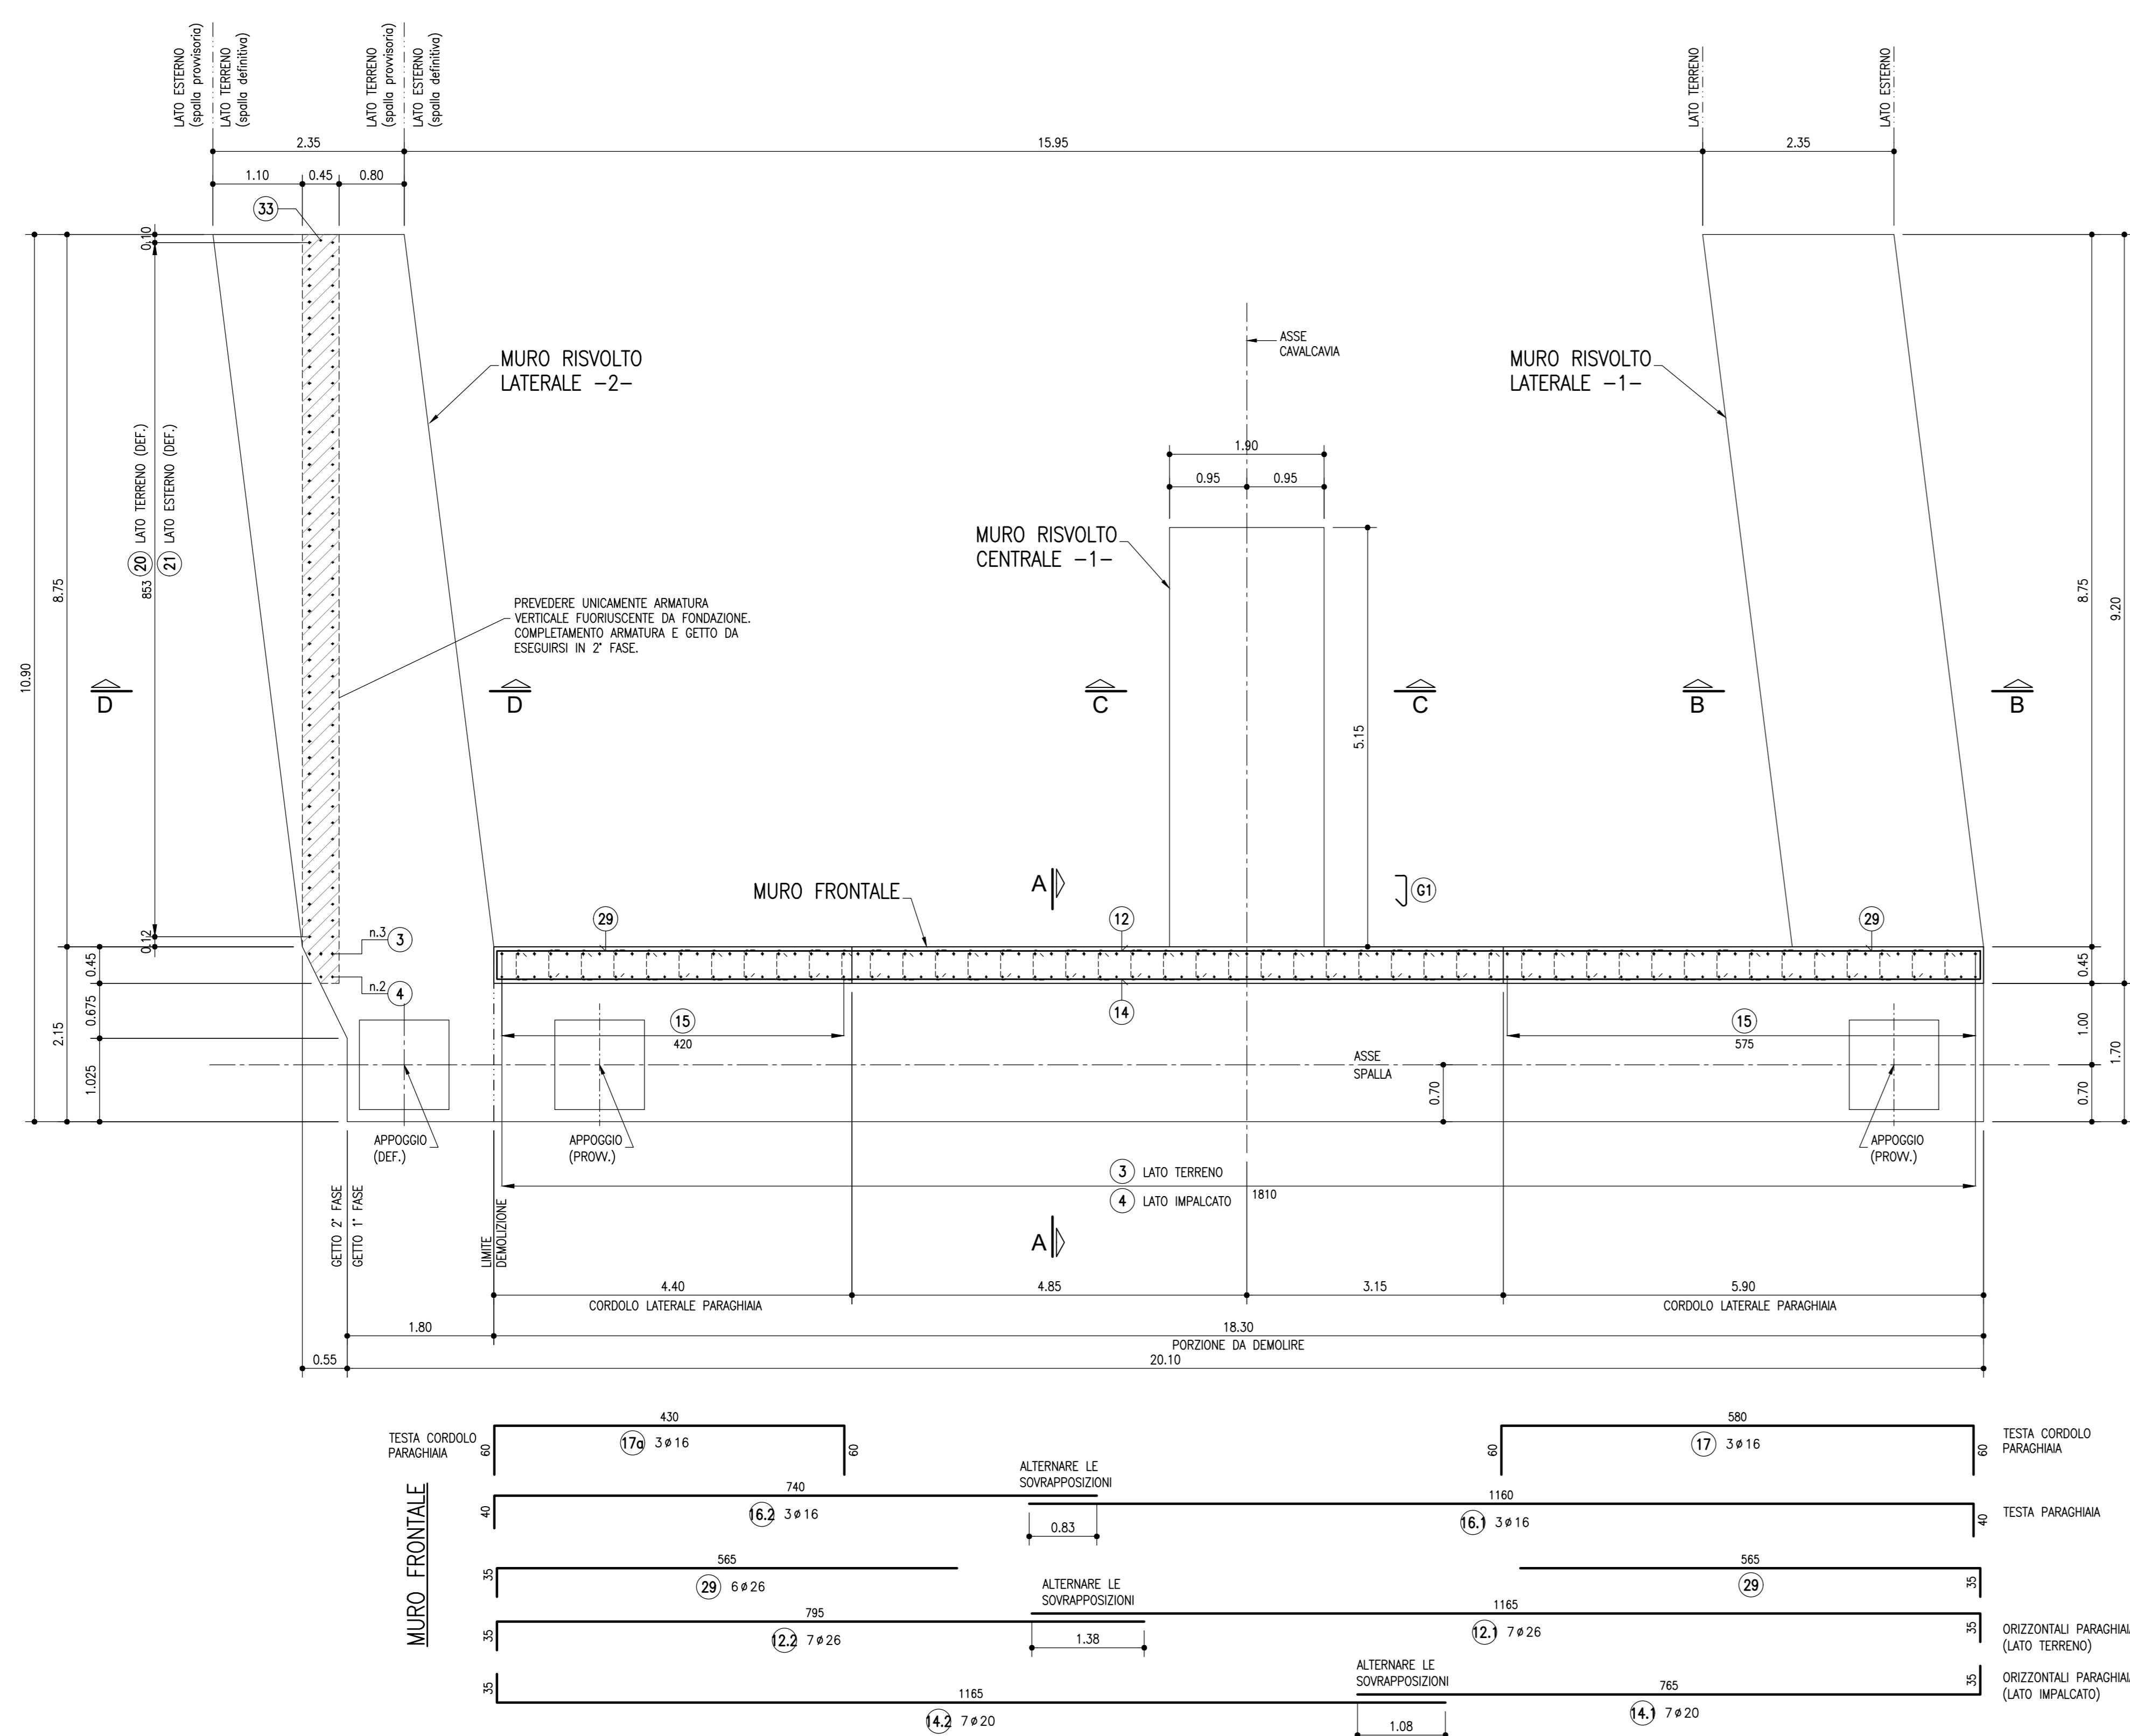 LATO ESTERNO
(spalla provvisoria)
LATO TERRENO
(spalla definitiva)
LATO TERRENO
(spalla provvisoria)
LATO ESTERNO
(spalla definitiva)
LATO TERRENO
LATO ESTERNO
2.35
15.95
2.35
1.10
0.45
0.80
33
0.10
ASSE
CAVALCAVIA
MURO RISVOLTO
LATERALE -2-
MURO RISVOLTO
LATERALE -1-
20 LATO TERRENO (DEF.)
21 LATO ESTERNO (DEF.)
853
8.75
10.90
1.90
0.95
0.95
MURO RISVOLTO
CENTRALE -1-
8.75
9.20
PREVEDERE UNICAMENTE ARMATURA
VERTICALE FUORIUSCENTE DA FONDAZIONE.
COMPLETAMENTO ARMATURA E GETTO DA
ESEGUIRSI IN 2° FASE.
D
D
C
C
B
B
5.15
MURO FRONTALE
A
G1
29
12
29
0.12
n.3 3
n.2 4
0.45
0.675
2.15
1.025
14
15
420
15
575
0.45
1.00
1.70
0.70
ASSE
SPALLA
0.70
APPOGGIO
(DEF.)
APPOGGIO
(PROVV.)
APPOGGIO
(PROVV.)
3 LATO TERRENO
1810
4 LATO IMPALCATO
GETTO 2° FASE
GETTO 1° FASE
LIMITE
DEMOLIZIONE
A
4.40
4.85
3.15
5.90
CORDOLO LATERALE PARAGHIAIA
CORDOLO LATERALE PARAGHIAIA
1.80
18.30
PORZIONE DA DEMOLIRE
0.55
20.10
MURO FRONTALE
TESTA CORDOLO
PARAGHIAIA
60
430
17a 3ø16
60
60
580
17 3ø16
60
TESTA CORDOLO
PARAGHIAIA
ALTERNARE LE
SOVRAPPOSIZIONI
40
740
16.2 3ø16
0.83
1160
16.1 3ø16
40
TESTA PARAGHIAIA
35
565
29 6ø26
565
29
35
ALTERNARE LE
SOVRAPPOSIZIONI
35
795
12.2 7ø26
1.38
1165
12.1 7ø26
35
ORIZZONTALI PARAGHIAI
(LATO TERRENO)
35
1165
14.2 7ø20
ALTERNARE LE
SOVRAPPOSIZIONI
1.08
765
14.1 7ø20
35
ORIZZONTALI PARAGHIAI
(LATO IMPALCATO)